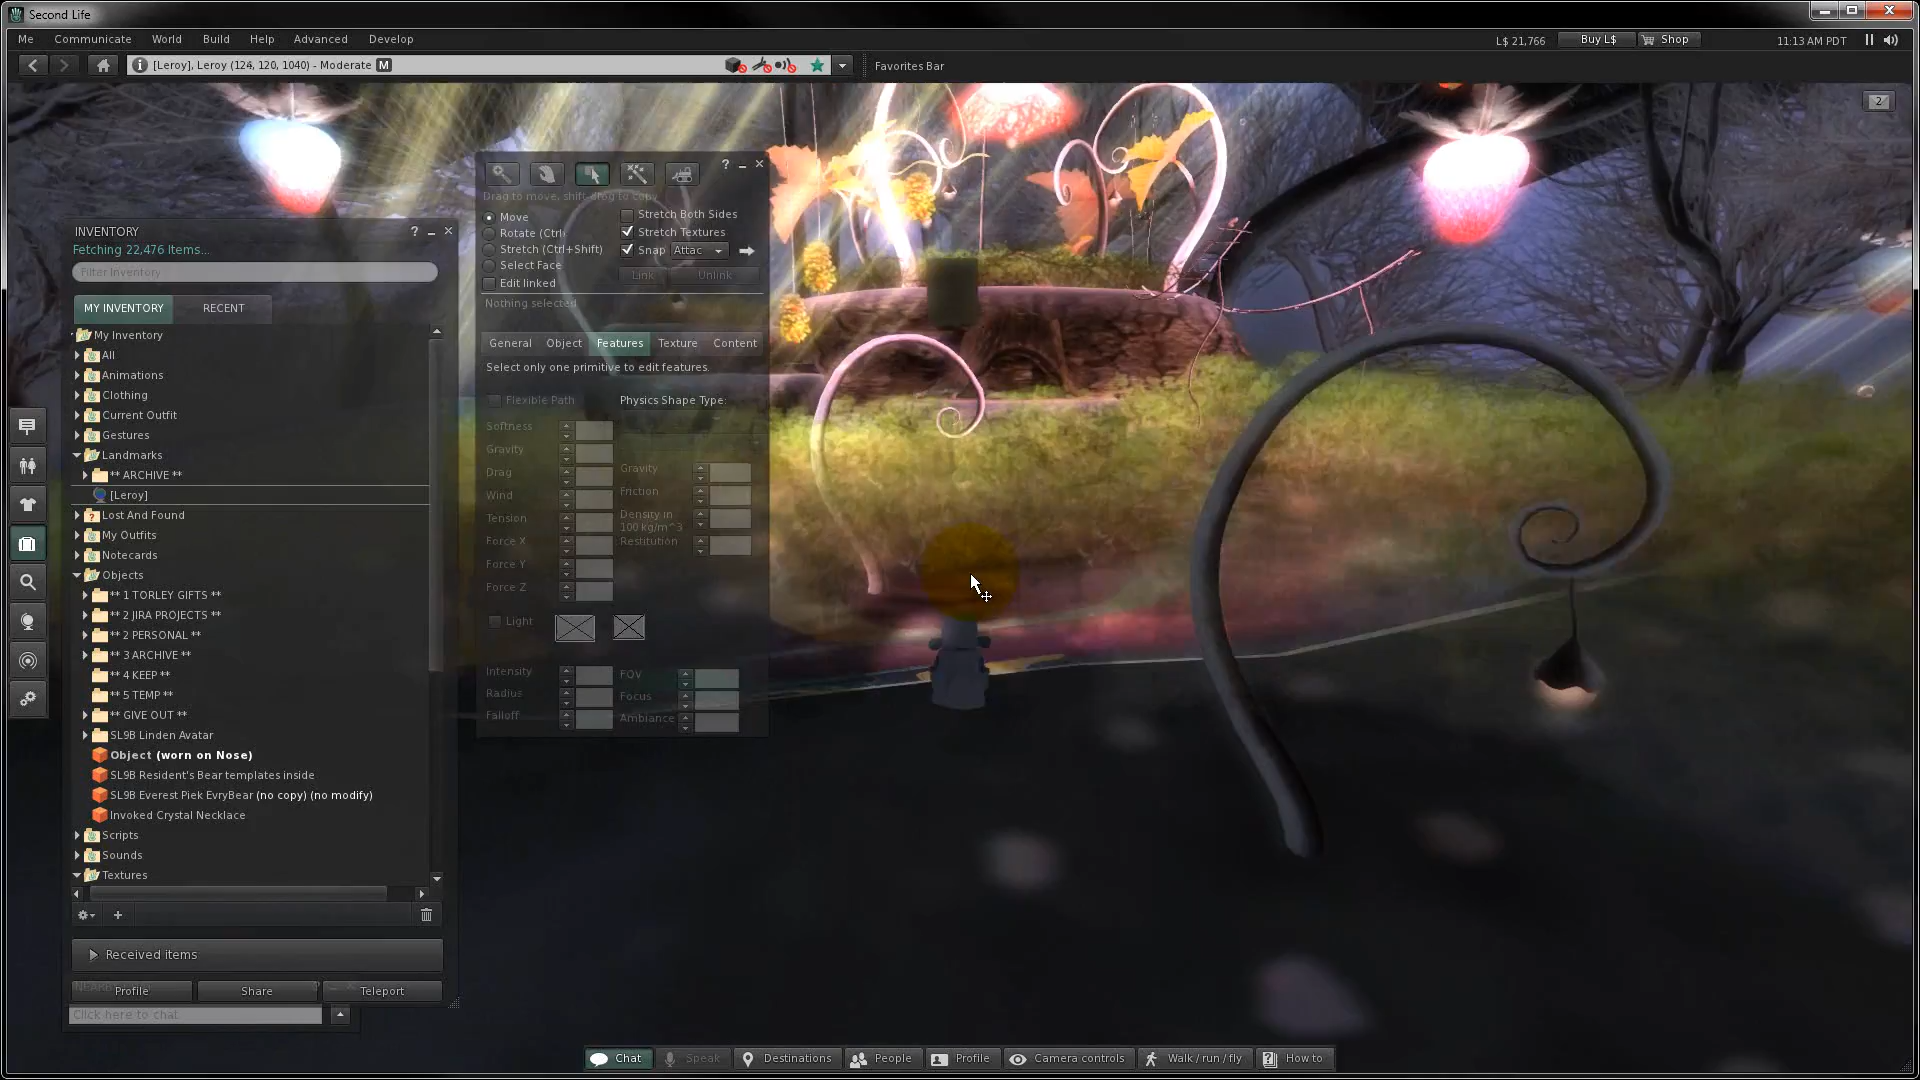 Second Life
Me Communicate World Build Help Advanced Develop
L$ 21,766 Buy L$ Shop 11:13 AM PDT
[Leroy], Leroy (124, 120, 1040) - Moderate M
Favorites Bar
2
INVENTORY ?
Fetching 22,476 Items...
Filter Inventory
MY INVENTORY RECENT
My Inventory
All
Animations
Clothing
Current Outfit
Gestures
Landmarks
** ARCHIVE **
[Leroy]
Lost And Found
My Outfits
Notecards
Objects
** 1 TORLEY GIFTS **
** 2 JIRA PROJECTS **
** 2 PERSONAL **
** 3 ARCHIVE **
** 4 KEEP **
** 5 TEMP **
** GIVE OUT **
SL9B Linden Avatar
Object (worn on Nose)
SL9B Resident's Bear templates inside
SL9B Everest Piek EvryBear (no copy) (no modify)
Invoked Crystal Necklace
Scripts
Sounds
Textures
Received items
Profile Share Teleport
Click here to chat
?
Drag to move, shift-drag to copy
Move
Rotate (Ctrl)
Stretch (Ctrl+Shift)
Select Face
Edit linked
Stretch Both Sides
Stretch Textures
Snap Attac
Link Unlink
Nothing selected
General Object Features Texture Content
Select only one primitive to edit features.
Flexible Path
Physics Shape Type:
Softness
Gravity
Drag
Wind
Tension
Force X
Force Y
Force Z
Gravity
Friction
Density in
100 kg/m^3
Restitution
Light
Intensity
Radius
Falloff
FOV
Focus
Ambiance
Chat Speak Destinations People Profile Camera controls Walk / run / fly How to